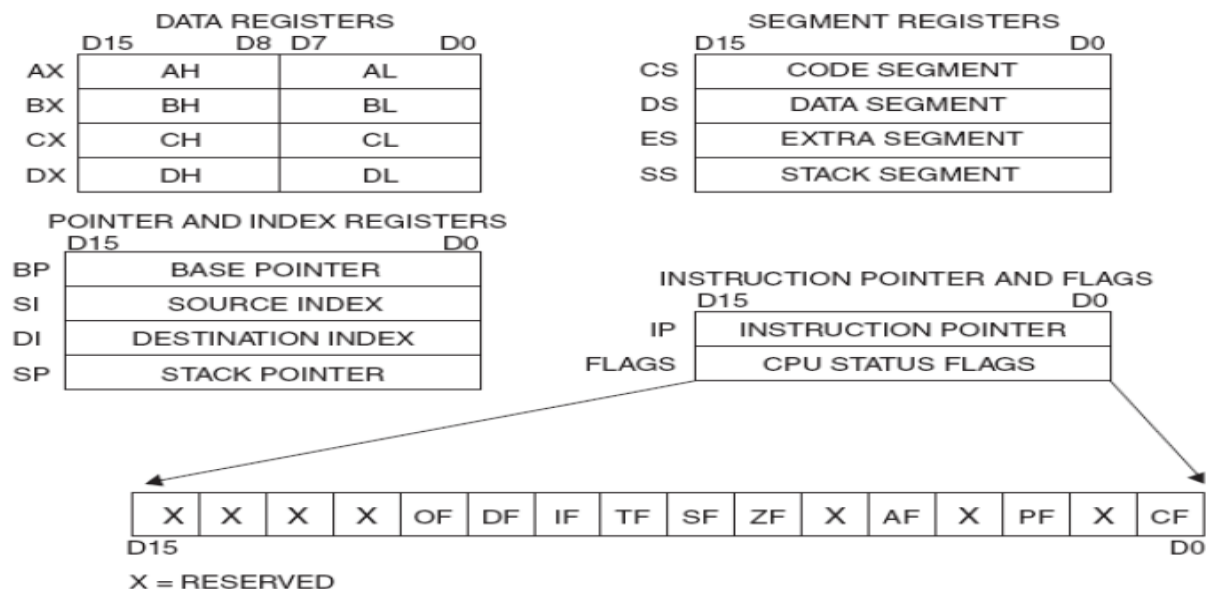 DATA REGISTERS
D15 D8 D7 D0
AX AH AL
BX BH BL
CX CH CL
DX DH DL
SEGMENT REGISTERS
D15 D0
CS CODE SEGMENT
DS DATA SEGMENT
ES EXTRA SEGMENT
SS STACK SEGMENT
POINTER AND INDEX REGISTERS
D15 D0
BP BASE POINTER
SI SOURCE INDEX
DI DESTINATION INDEX
SP STACK POINTER
INSTRUCTION POINTER AND FLAGS
D15 D0
IP INSTRUCTION POINTER
FLAGS CPU STATUS FLAGS
X X X X OF DF IF TF SF ZF X AF X PF X CF
D15 D0
X = RESERVED